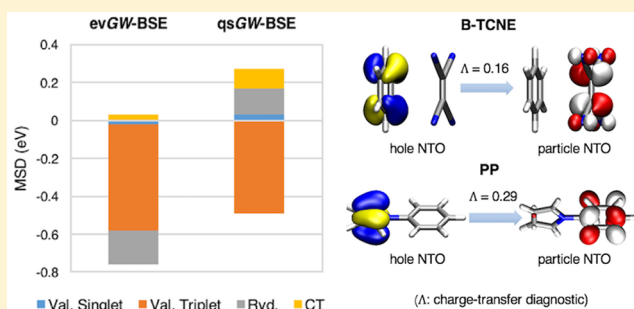 evGW-BSE
qsGW-BSE
MSD (eV)
0.4
0.2
0
-0.2
-0.4
-0.6
-0.8
Val. Singlet
Val. Triplet
Ryd.
CT
B-TCNE
Λ = 0.16
hole NTO
particle NTO
PP
Λ = 0.29
hole NTO
particle NTO
(Λ: charge-transfer diagnostic)